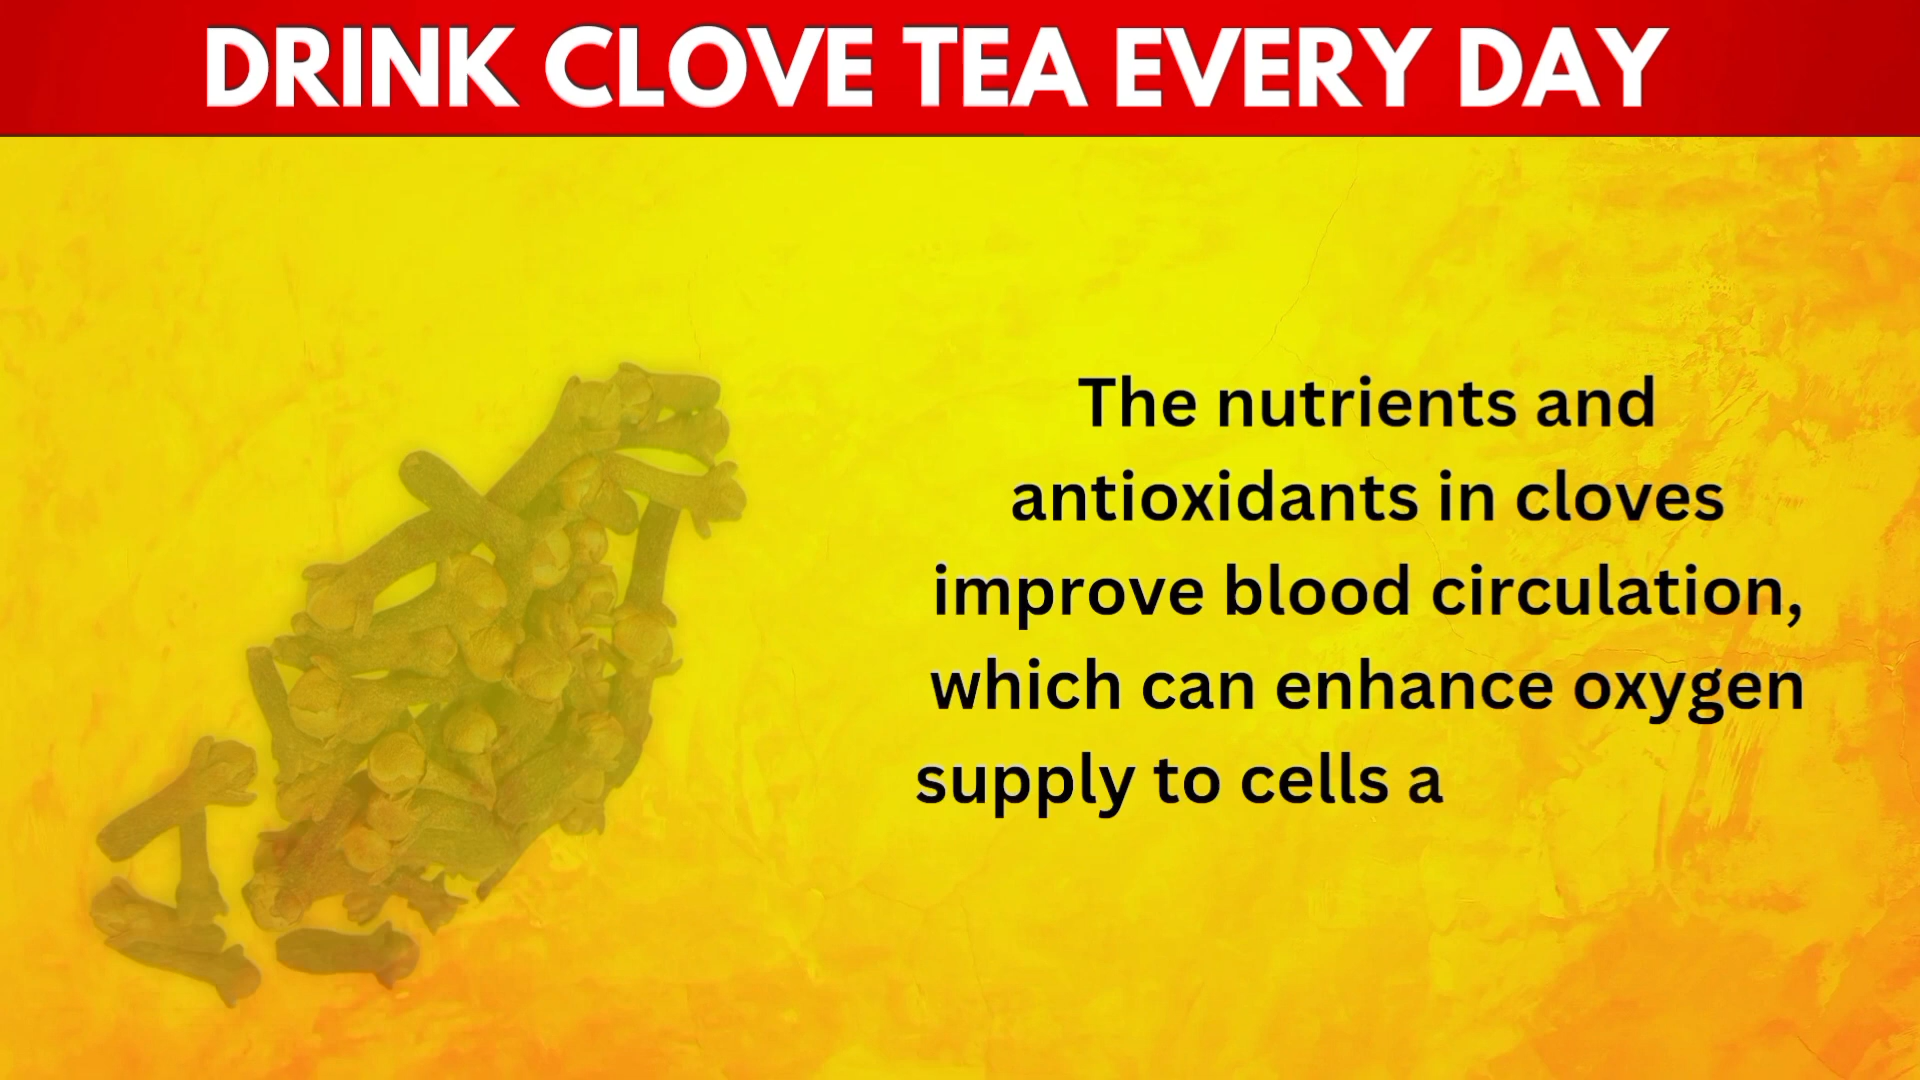 DRINK CLOVE TEA EVERY DAY
The nutrients and
antioxidants in cloves
improve blood circulation,
which can enhance oxygen
supply to cells a